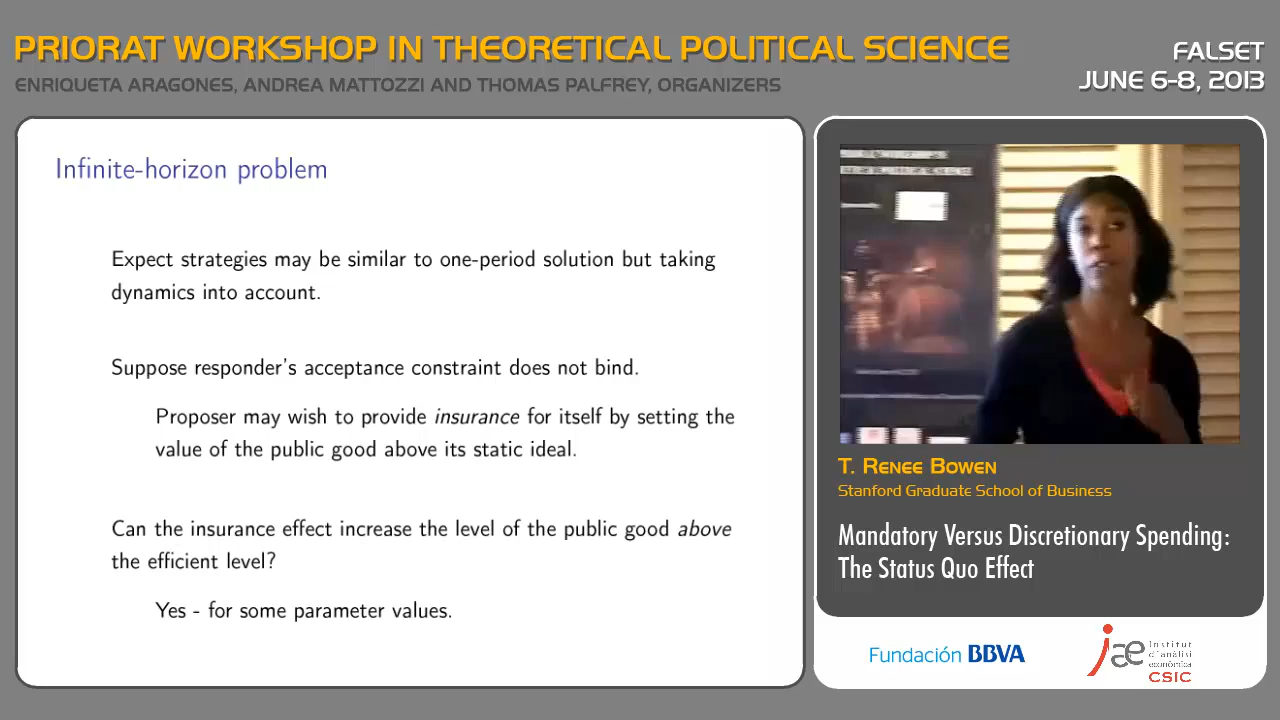 PRIORAT WORKSHOP IN THEORETICAL POLITICAL SCIENCE
ENRIQUETA ARAGONES, ANDREA MATTOZZI AND THOMAS PALFREY, ORGANIZERS
FALSET
JUNE 6-8, 2013
Infinite-horizon problem
Expect strategies may be similar to one-period solution but taking
dynamics into account.
Suppose responder's acceptance constraint does not bind.
Proposer may wish to provide insurance for itself by setting the
value of the public good above its static ideal.
Can the insurance effect increase the level of the public good above
the efficient level?
Yes - for some parameter values.
T. Renee Bowen
Stanford Graduate School of Business
Mandatory Versus Discretionary Spending:
The Status Quo Effect
Fundación BBVA
iae
Institut
d'anàlisi
econòmica
CSIC